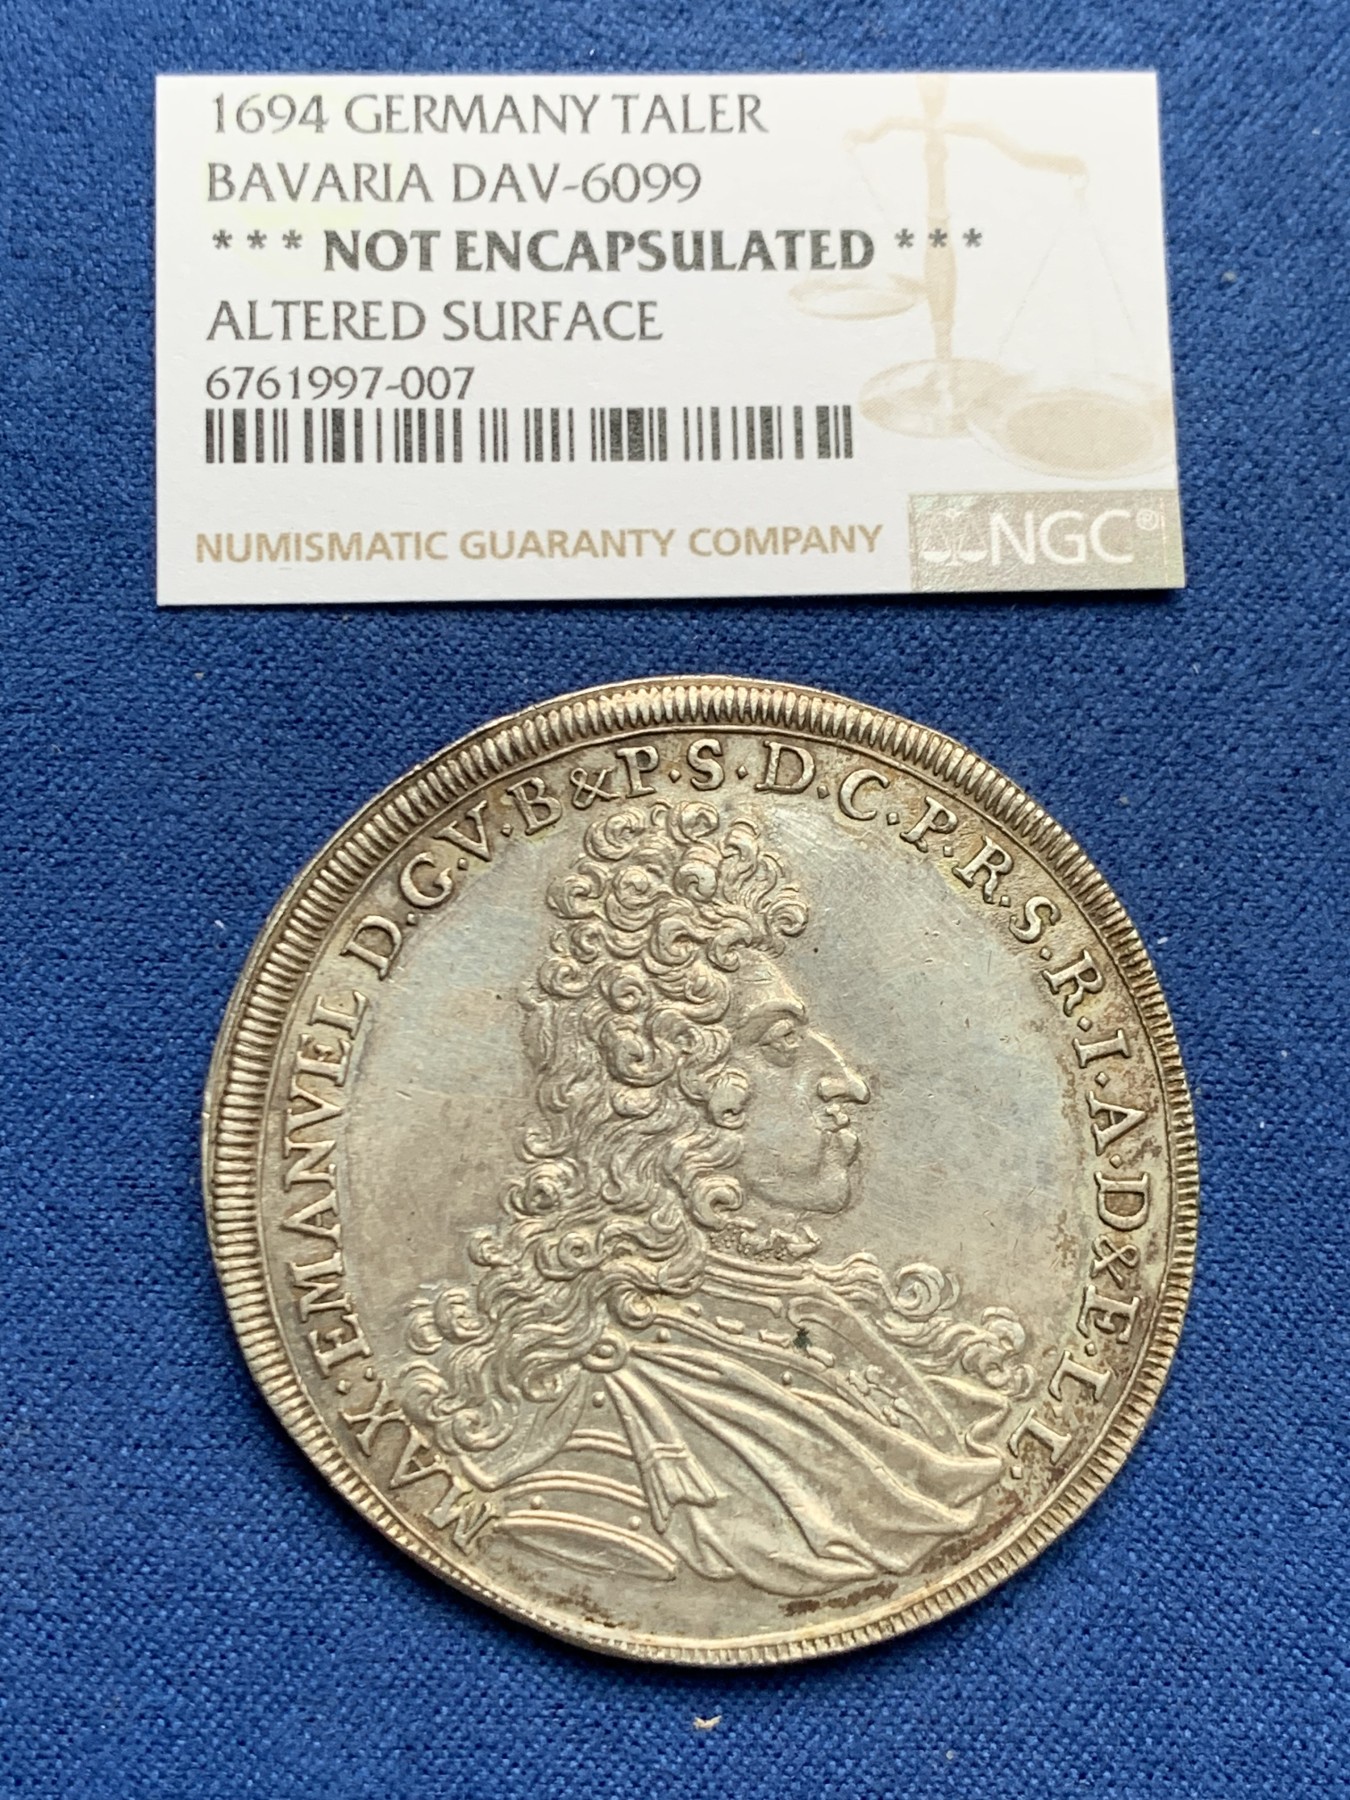 1694 GERMANY TALER
BAVARIA DAV-6099
*** NOT ENCAPSULATED ***
ALTERED SURFACE
6761997-007
NUMISMATIC GUARANTY COMPANY
NGC®
MAX·EMANVEL D.G.V.B&P·S·D.C.P.R.S.R.I.A.D&E.L.L.